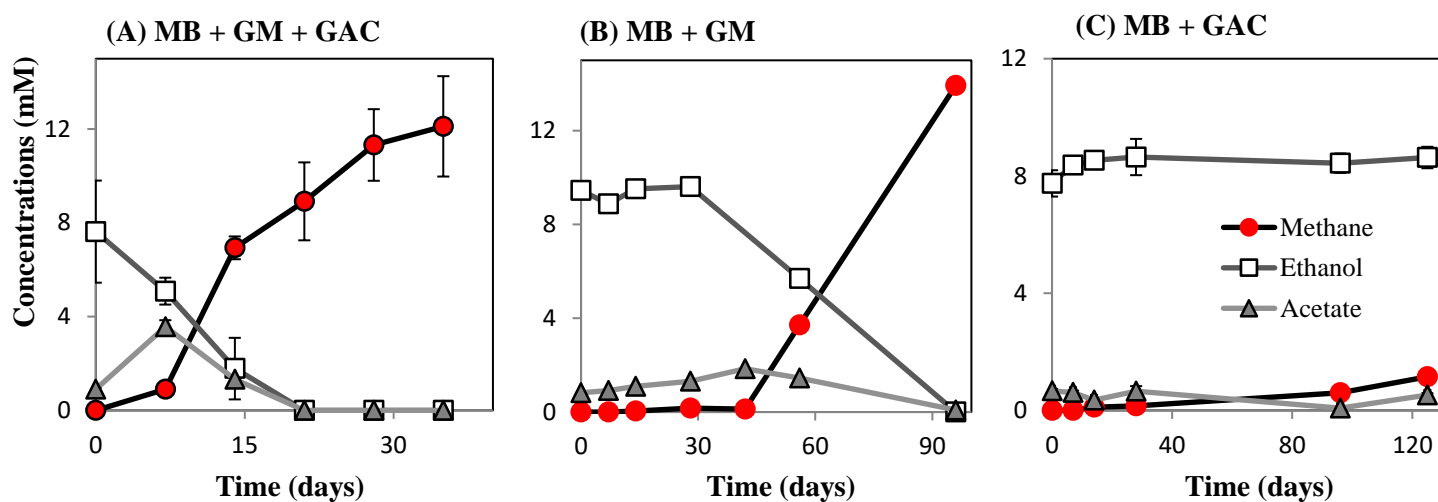 (A) MB + GM + GAC
(B) MB + GM
(C) MB + GAC
Concentrations (mM)
12
8
4
0
0
15
30
Time (days)
12
8
4
0
0
30
60
90
Time (days)
12
8
4
0
0
40
80
120
Time (days)
Methane
Ethanol
Acetate